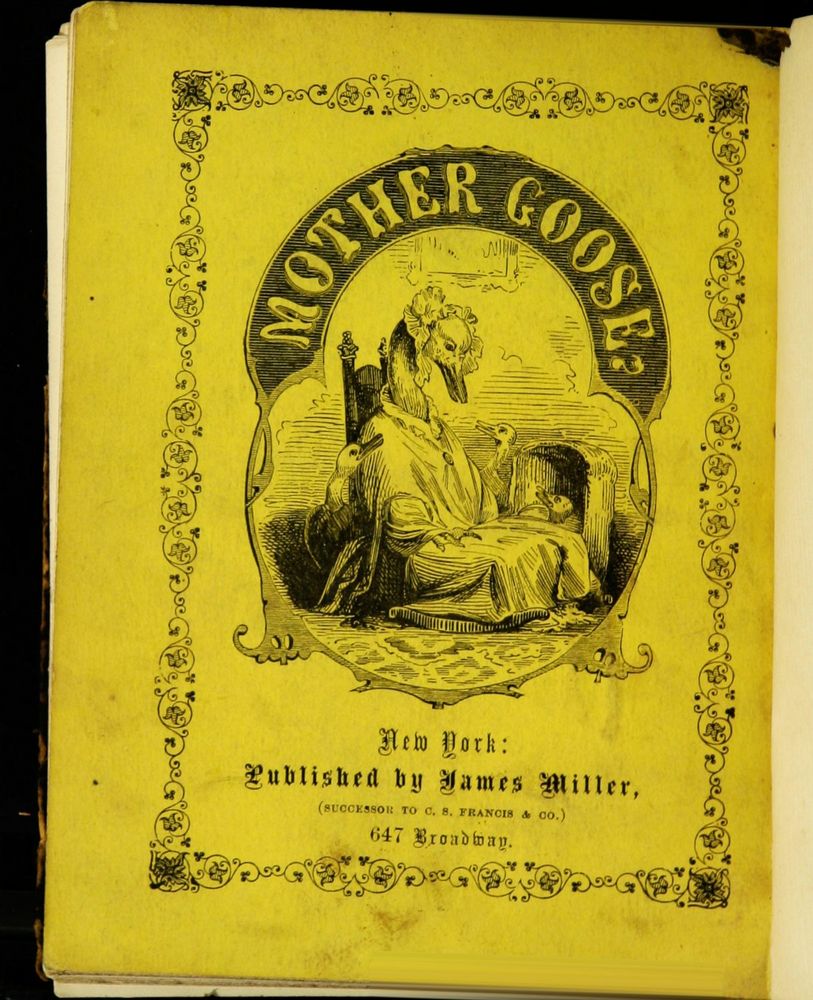 MOTHER GOOSE.
New York:
Published by James Miller,
(SUCCESSOR TO C. S. FRANCIS & CO.)
647 Broadway.